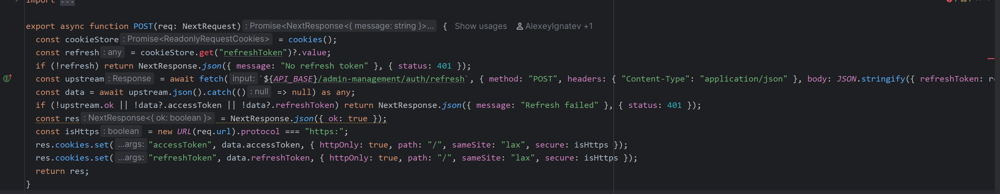 import ...
export async function POST(req: NextRequest) : Promise<NextResponse<{ message: string }>... { Show usages AlexeyIgnatev +1
const cookieStore : Promise<ReadonlyRequestCookies> = cookies();
const refresh : any = cookieStore.get("refreshToken")?.value;
if (!refresh) return NextResponse.json({ message: "No refresh token" }, { status: 401 });
const upstream : Response = await fetch( input: `${API_BASE}/admin-management/auth/refresh`, { method: "POST", headers: { "Content-Type": "application/json" }, body: JSON.stringify({ refreshToken:
const data = await upstream.json().catch(() : null => null) as any;
if (!upstream.ok || !data?.accessToken || !data?.refreshToken) return NextResponse.json({ message: "Refresh failed" }, { status: 401 });
const res : NextResponse<{ ok: boolean }> = NextResponse.json({ ok: true });
const isHttps : boolean = new URL(req.url).protocol === "https:";
res.cookies.set( ...args: "accessToken", data.accessToken, { httpOnly: true, path: "/", sameSite: "lax", secure: isHttps });
res.cookies.set( ...args: "refreshToken", data.refreshToken, { httpOnly: true, path: "/", sameSite: "lax", secure: isHttps });
return res;
}